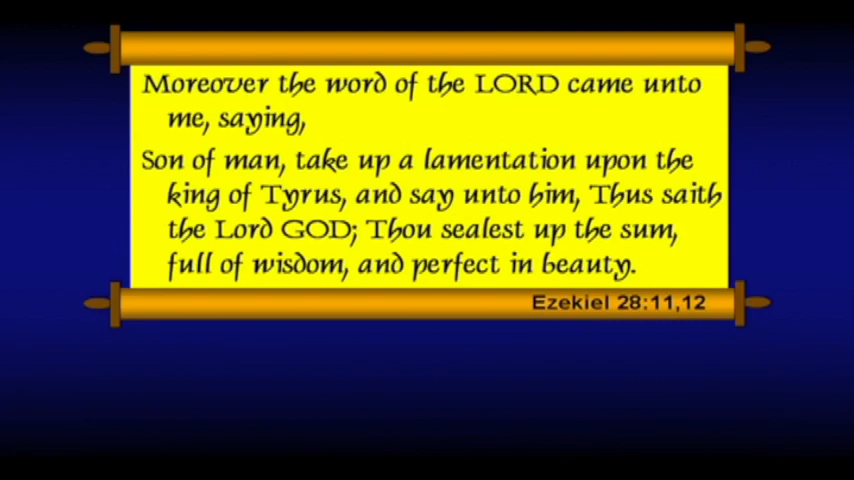 Moreover the word of the LORD came unto
me, saying,
Son of man, take up a lamentation upon the
king of Tyrus, and say unto him, Thus saith
the Lord GOD; Thou sealest up the sum,
full of wisdom, and perfect in beauty.
Ezekiel 28:11,12